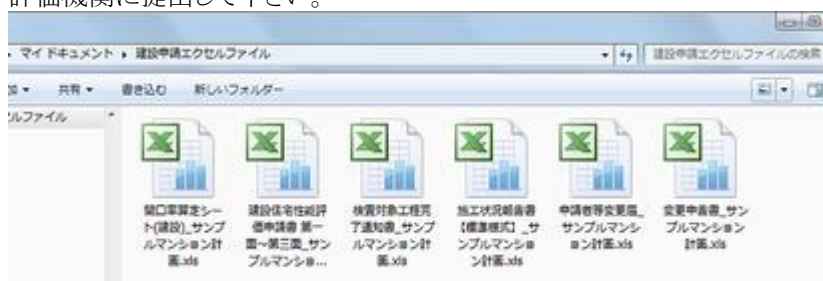 評価機関に提出して下さい。
マイ ドキュメント ▸ 建設申請エクセルファイル
建設申請エクセルファイルの検索
共有 ▾ 書き込む 新しいフォルダー
セルファイル
開口率算定シー
ト(建設)_サンプ
ルマンション計
画.xls
建設住宅性能評
価申請書 第一
面~第三面_サン
プルマンショ...
検査対象工程完
了通知書_サンプ
ルマンション計
画.xls
施工状況報告書
【標準様式】_サ
ンプルマンショ
ン計画.xls
申請者等変更届_
サンプルマンシ
ョン計画.xls
変更申告書_サン
プルマンション
計画.xls